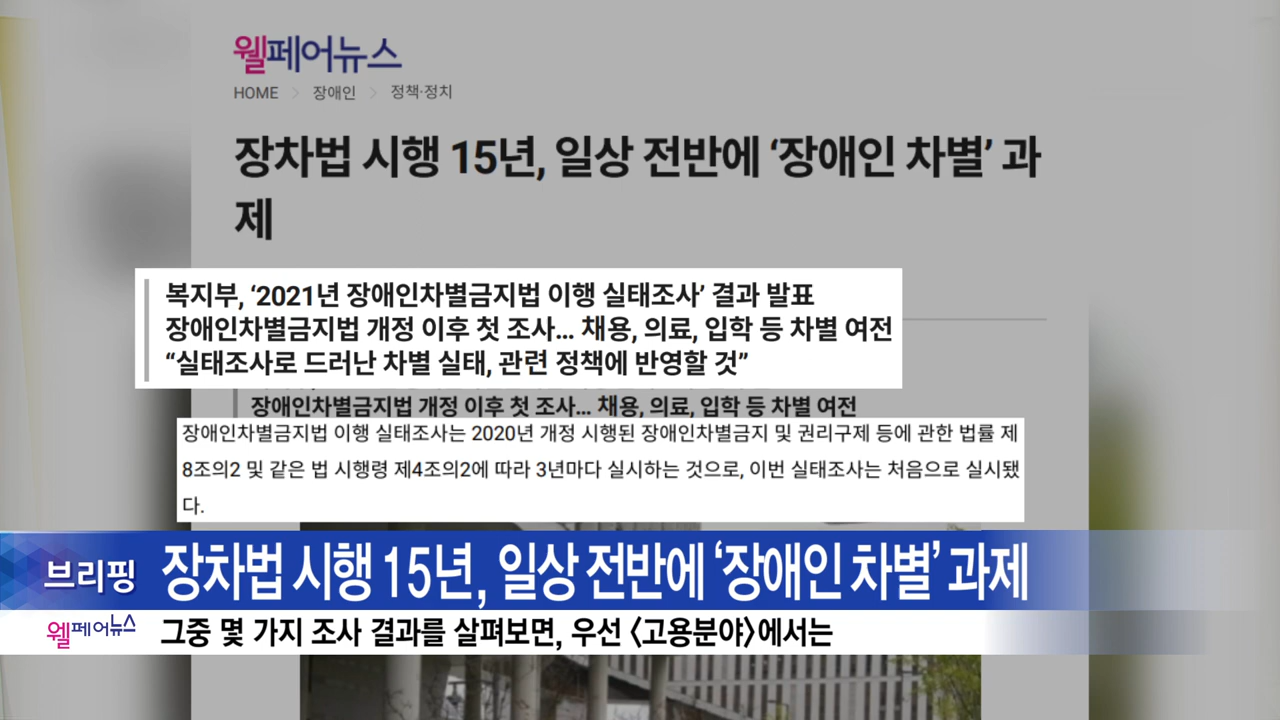 웰페어뉴스
HOME > 장애인 > 정책·정치
장차법 시행 15년, 일상 전반에 ‘장애인 차별’ 과
제
복지부, ‘2021년 장애인차별금지법 이행 실태조사’ 결과 발표
장애인차별금지법 개정 이후 첫 조사... 채용, 의료, 입학 등 차별 여전
“실태조사로 드러난 차별 실태, 관련 정책에 반영할 것”
장애인차별금지법 개정 이후 첫 조사... 채용, 의료, 입학 등 차별 여전
장애인차별금지법 이행 실태조사는 2020년 개정 시행된 장애인차별금지 및 권리구제 등에 관한 법률 제
8조의2 및 같은 법 시행령 제4조의2에 따라 3년마다 실시하는 것으로, 이번 실태조사는 처음으로 실시됐
다.
브리핑 장차법 시행 15년, 일상 전반에 ‘장애인 차별’ 과제
웰페어뉴스 그중 몇 가지 조사 결과를 살펴보면, 우선 <고용분야>에서는